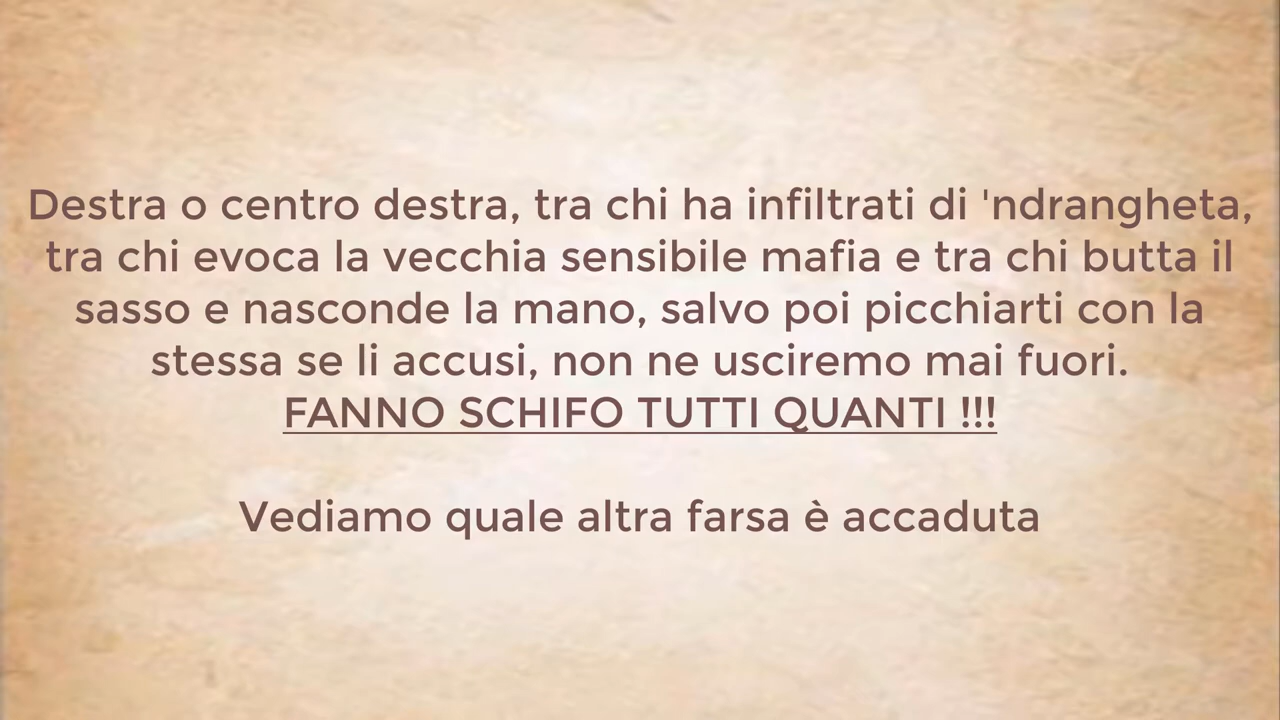 Destra o centro destra, tra chi ha infiltrati di 'ndrangheta,
tra chi evoca la vecchia sensibile mafia e tra chi butta il
sasso e nasconde la mano, salvo poi picchiarti con la
stessa se li accusi, non ne usciremo mai fuori.
FANNO SCHIFO TUTTI QUANTI !!!
Vediamo quale altra farsa è accaduta